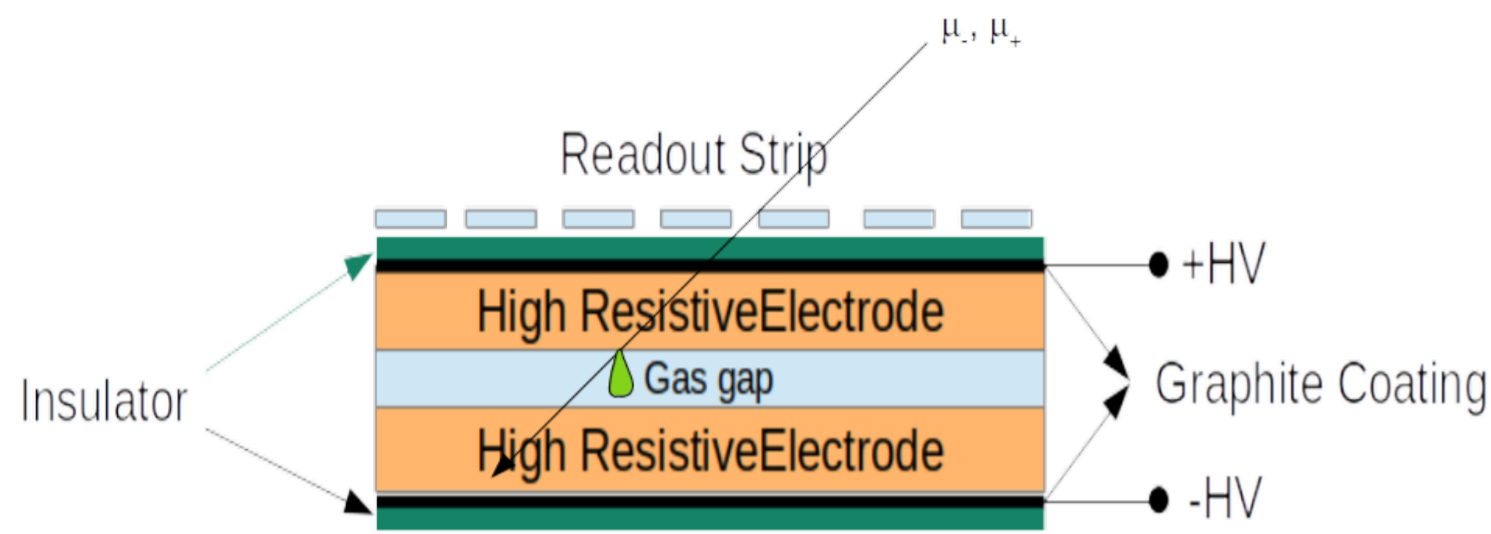 μ-, μ+
Readout Strip
+HV
High ResistiveElectrode
Gas gap
Insulator
Graphite Coating
High ResistiveElectrode
-HV